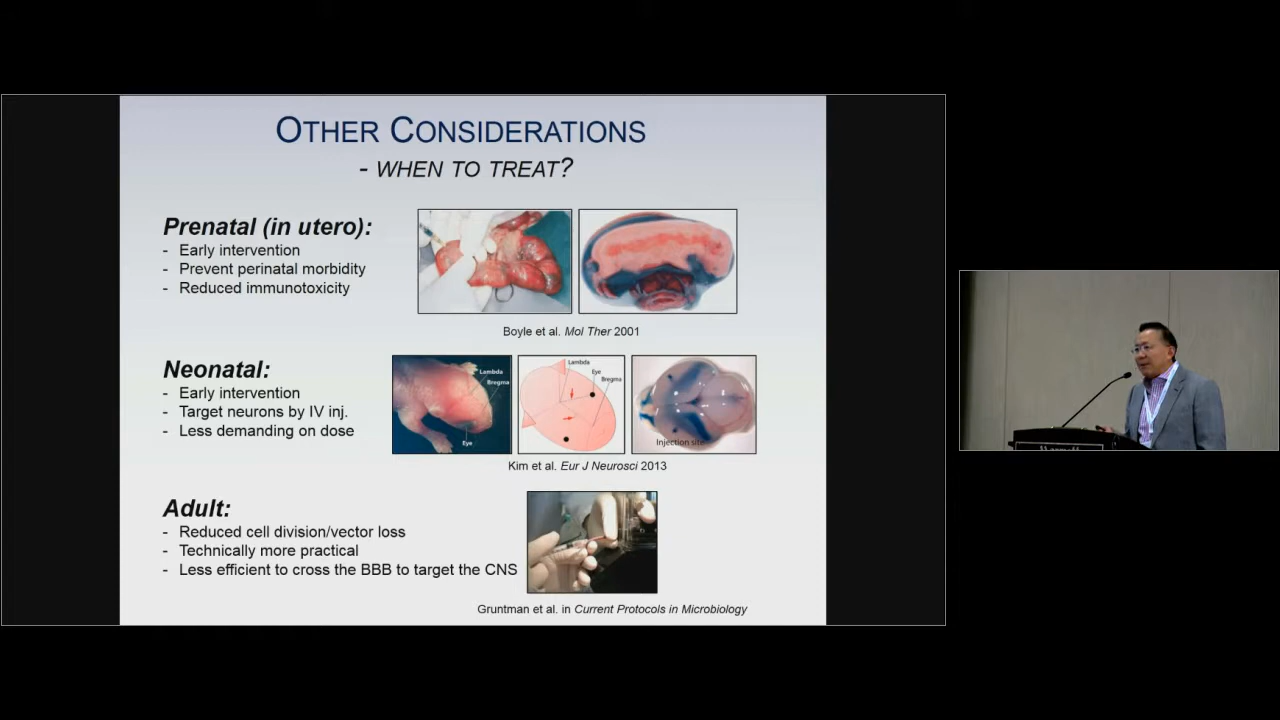 OTHER CONSIDERATIONS
- WHEN TO TREAT?
Prenatal (in utero):
- Early intervention
- Prevent perinatal morbidity
- Reduced immunotoxicity
Boyle et al. Mol Ther 2001
Neonatal:
- Early intervention
- Target neurons by IV inj.
- Less demanding on dose
Lambda
Bregma
Eye
Lambda
Eye
Bregma
Injection site
Kim et al. Eur J Neurosci 2013
Adult:
- Reduced cell division/vector loss
- Technically more practical
- Less efficient to cross the BBB to target the CNS
Gruntman et al. in Current Protocols in Microbiology